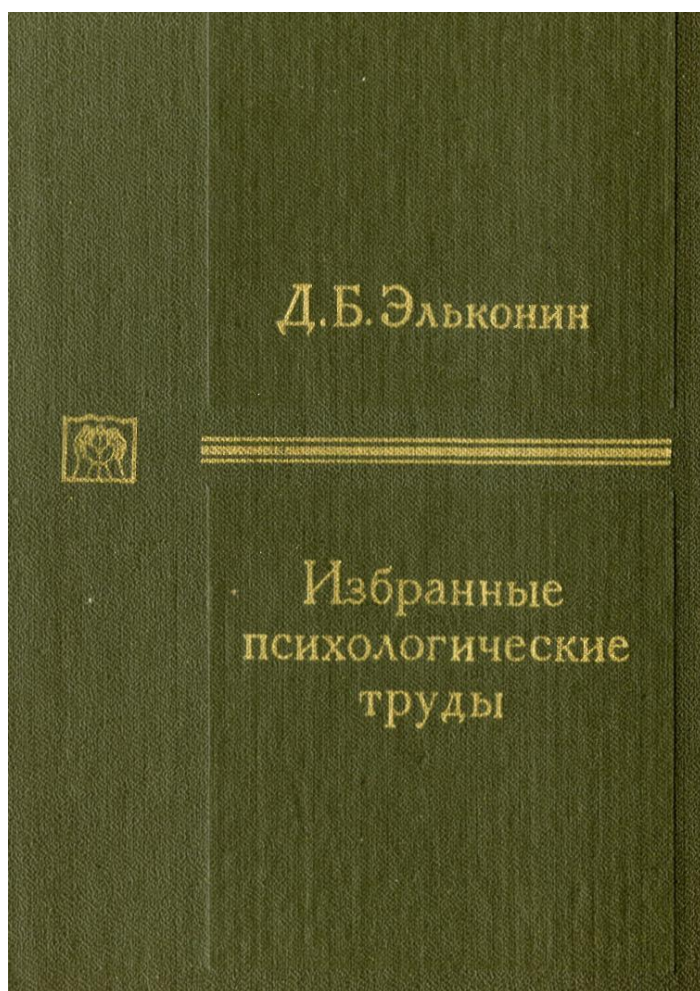 Д.Б.Эльконин
Избранные
психологические
труды